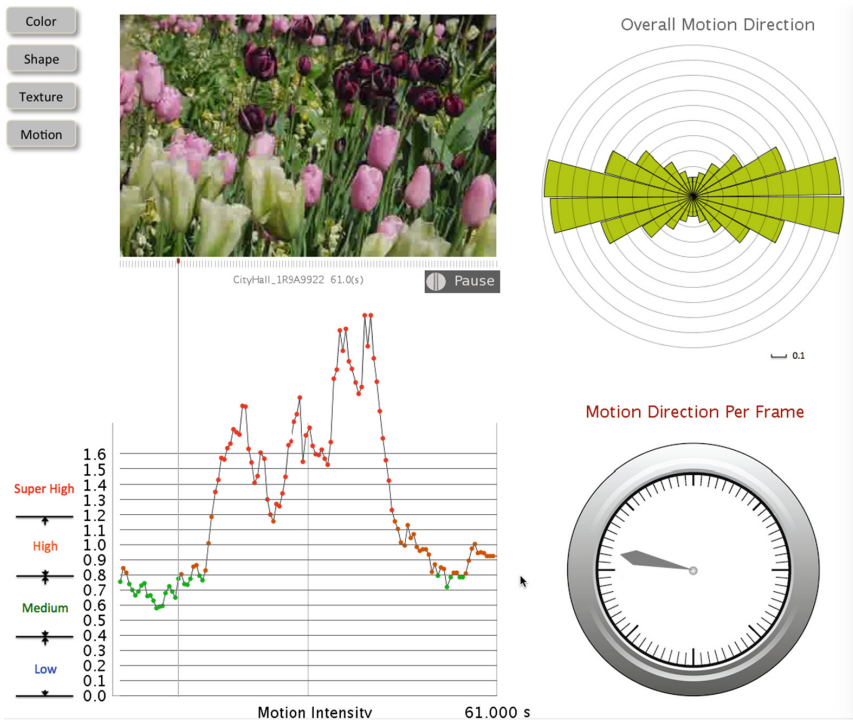 Color
Shape
Texture
Motion
Overall Motion Direction
CityHall_1R9A9922 61.0(s)
Pause
0.1
Motion Direction Per Frame
Super High
High
Medium
Low
1.6
1.5
1.4
1.3
1.2
1.1
1.0
0.9
0.8
0.7
0.6
0.5
0.4
0.3
0.2
0.1
0.0
Motion Intensity
61.000 s